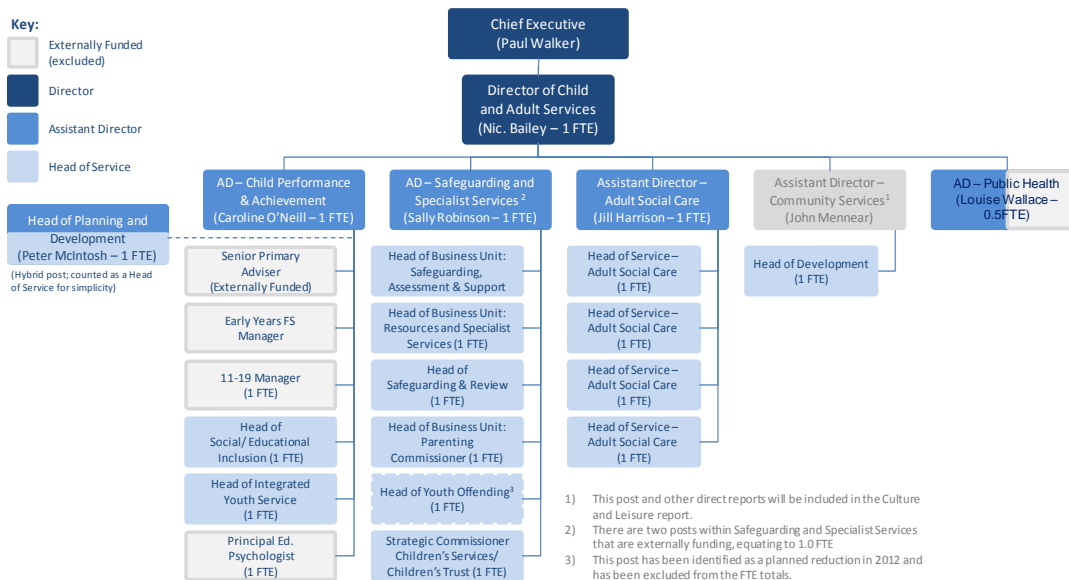 Key:
Externally Funded
(excluded)
Director
Assistant Director
Head of Service
Chief Executive
(Paul Walker)
Director of Child
and Adult Services
(Nic. Bailey – 1 FTE)
AD – Child Performance
& Achievement
(Caroline O’Neill – 1 FTE)
AD – Safeguarding and
Specialist Services 2
(Sally Robinson – 1 FTE)
Assistant Director –
Adult Social Care
(Jill Harrison – 1 FTE)
Assistant Director –
Community Services1
(John Mennear)
AD – Public Health
(Louise Wallace –
0.5FTE)
Head of Planning and
Development
(Peter McIntosh – 1 FTE)
(Hybrid post; counted as a Head
of Service for simplicity)
Senior Primary
Adviser
(Externally Funded)
Early Years FS
Manager
11-19 Manager
(1 FTE)
Head of
Social/ Educational
Inclusion (1 FTE)
Head of Integrated
Youth Service
(1 FTE)
Principal Ed.
Psychologist
(1 FTE)
Head of Business Unit:
Safeguarding,
Assessment & Support
Head of Business Unit:
Resources and Specialist
Services (1 FTE)
Head of
Safeguarding & Review
(1 FTE)
Head of Business Unit:
Parenting
Commissioner (1 FTE)
Head of Youth Offending3
(1 FTE)
Strategic Commissioner
Children’s Services/
Children’s Trust (1 FTE)
Head of Service –
Adult Social Care
(1 FTE)
Head of Service –
Adult Social Care
(1 FTE)
Head of Service –
Adult Social Care
(1 FTE)
Head of Service –
Adult Social Care
(1 FTE)
Head of Development
(1 FTE)
1) This post and other direct reports will be included in the Culture
and Leisure report.
2) There are two posts within Safeguarding and Specialist Services
that are externally funding, equating to 1.0 FTE
3) This post has been identified as a planned reduction in 2012 and
has been excluded from the FTE totals.